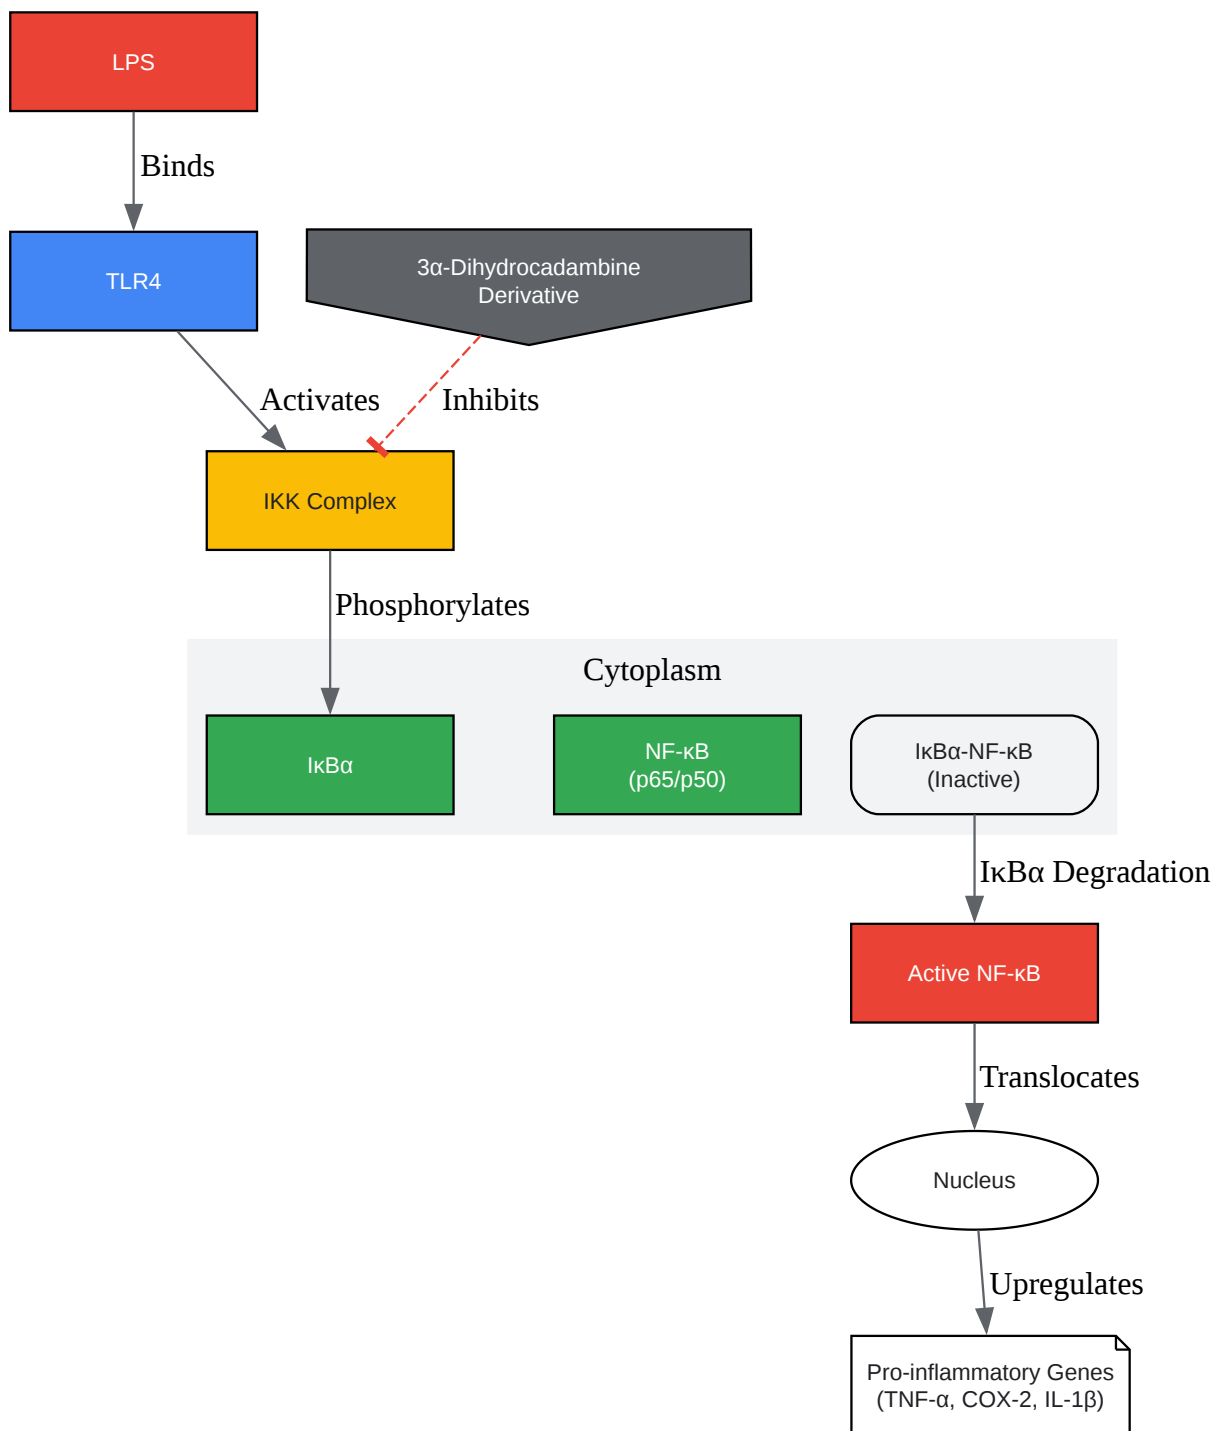 LPS
Binds
TLR4
3α-Dihydrocadambine
Derivative
Activates
Inhibits
IKK Complex
Phosphorylates
Cytoplasm
IκBα
NF-κB
(p65/p50)
IκBα-NF-κB
(Inactive)
IκBα Degradation
Active NF-κB
Translocates
Nucleus
Upregulates
Pro-inflammatory Genes
(TNF-α, COX-2, IL-1β)